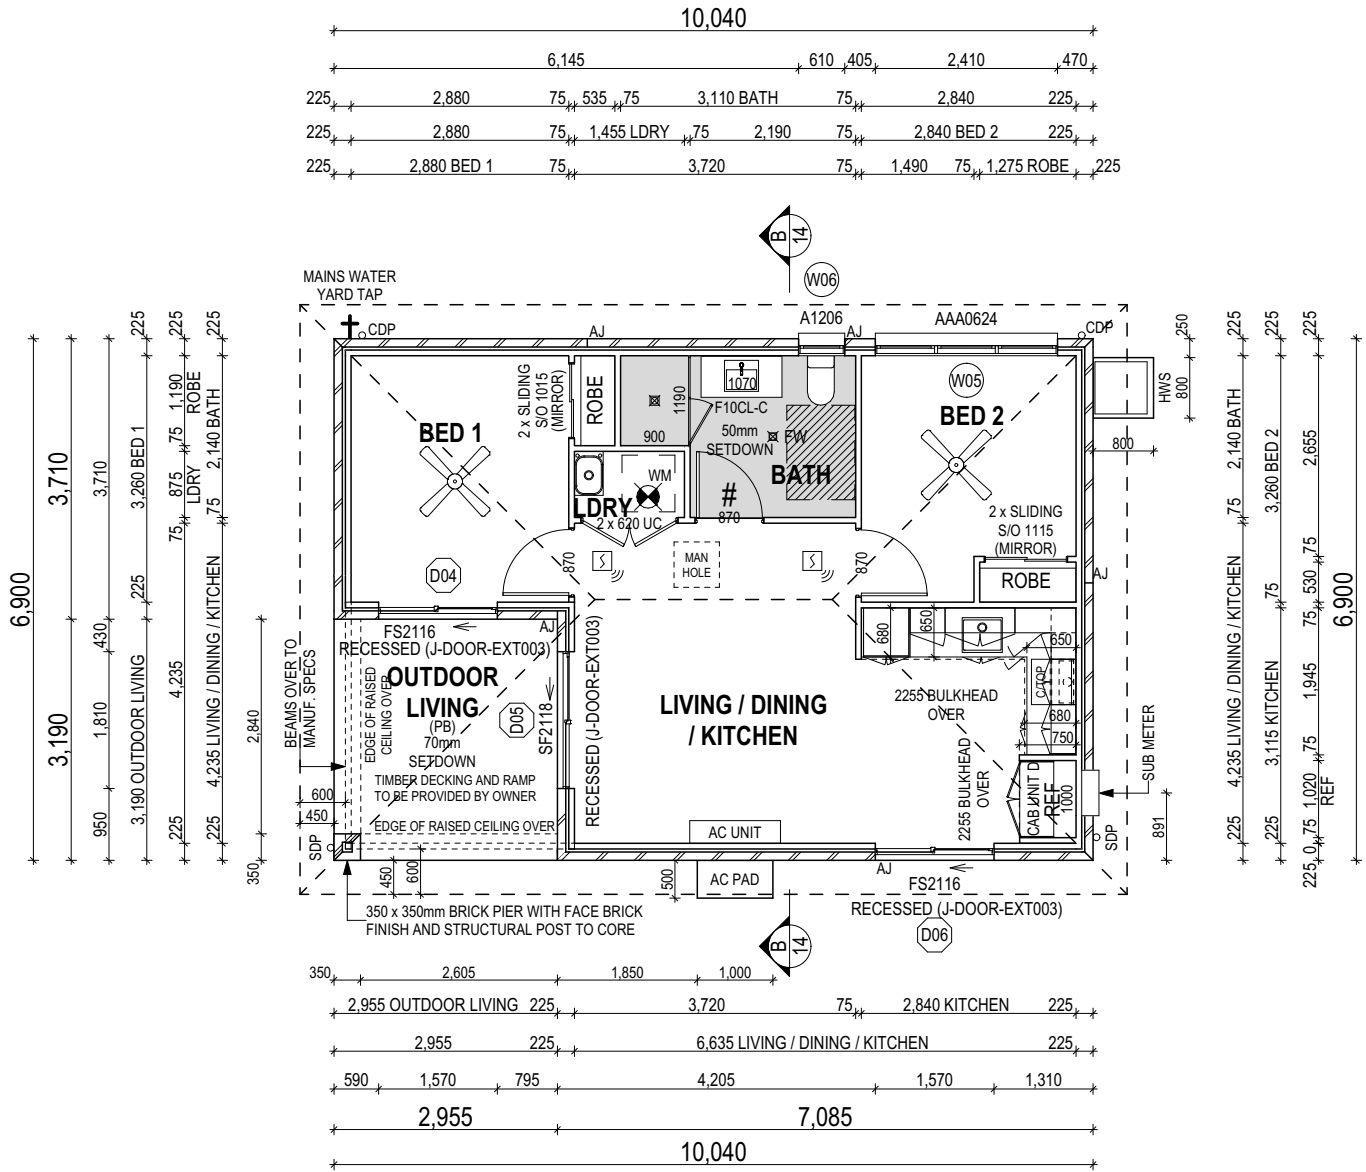 10,040
6,145 610 405 2,410 470
225 2,880 75 535 75 3,110 BATH 75 2,840 225
225 2,880 75 1,455 LDRY 75 2,190 75 2,840 BED 2 225
225 2,880 BED 1 75 3,720 75 1,490 75 1,275 ROBE 225
B
14
W06
MAINS WATER
YARD TAP
CDP
AJ
A1206
AJ
AAA0624
CDP
250
HWS
800
800
2 x SLIDING
S/O 1015
(MIRROR)
ROBE
1190
900
1070
F10CL-C
50mm
SETDOWN
FW
BATH
W05
BED 2
BED 1
WM
LDRY
2 x 620 UC
#
870
2 x SLIDING
S/O 1115
(MIRROR)
ROBE
AJ
870
MAN
HOLE
870
D04
FS2116
RECESSED (J-DOOR-EXT003)
AJ
OUTDOOR
LIVING
(PB)
70mm
SETDOWN
TIMBER DECKING AND RAMP
TO BE PROVIDED BY OWNER
EDGE OF RAISED CEILING OVER
EDGE OF RAISED
CEILING OVER
BEAMS OVER TO
MANUF. SPECS
D05
SF2118
RECESSED (J-DOOR-EXT003)
LIVING / DINING
/ KITCHEN
680
650
650
C/TOP
680
750
2255 BULKHEAD
OVER
2255 BULKHEAD
OVER
CAB UNIT D
REF
1000
SUB METER
891
SDP
600
450
SDP
450
600
500
AC UNIT
AC PAD
AJ
FS2116
RECESSED (J-DOOR-EXT003)
D06
350 x 350mm BRICK PIER WITH FACE BRICK
FINISH AND STRUCTURAL POST TO CORE
B
14
6,900
3,710
3,190
3,710
430
1,810
950
225
3,260 BED 1
225
3,190 OUTDOOR LIVING
225
1,190
ROBE
75
875
LDRY
75
4,235
225
225
2,140 BATH
75
4,235 LIVING / DINING / KITCHEN
225
2,840
350
225
2,140 BATH
75
4,235 LIVING / DINING / KITCHEN
225
225
3,260 BED 2
75
3,115 KITCHEN
225
225
2,655
75
530
75
1,945
75
1,020
REF
75
0
225
6,900
350 2,605 1,850 1,000
2,955 OUTDOOR LIVING 225 3,720 75 2,840 KITCHEN 225
2,955 225 6,635 LIVING / DINING / KITCHEN 225
590 1,570 795 4,205 1,570 1,310
2,955 7,085
10,040